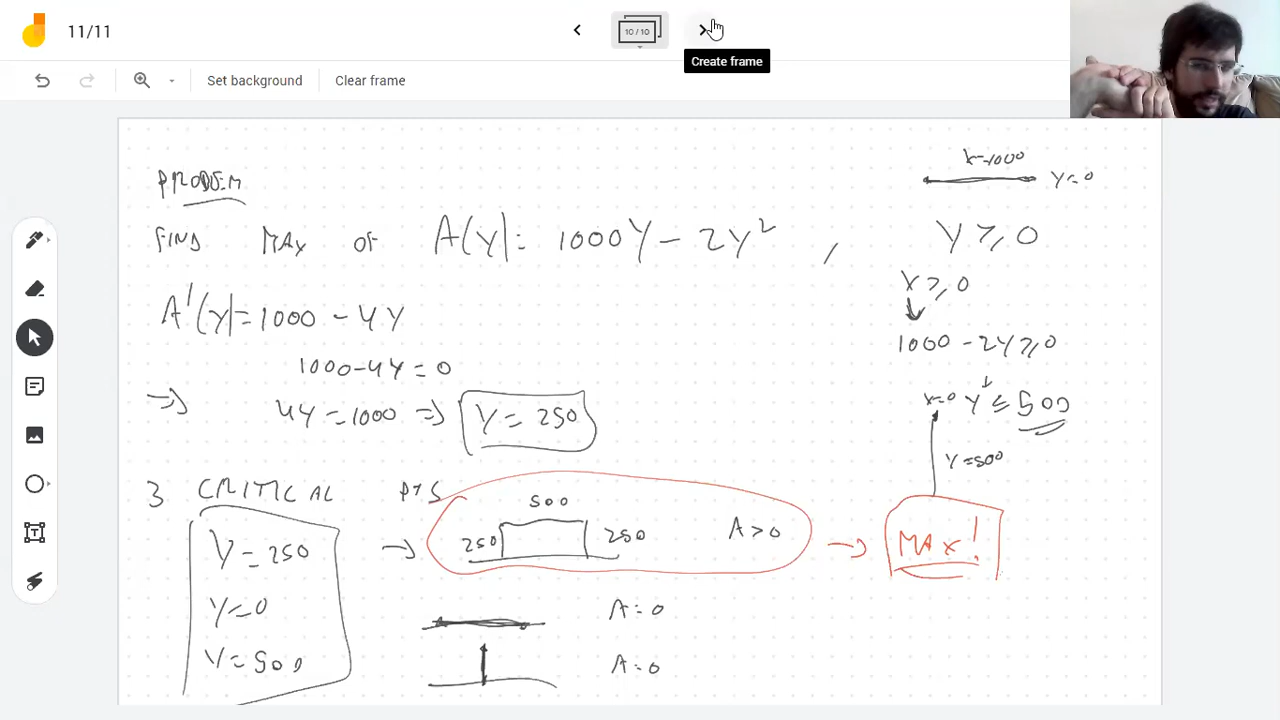 11/11
10 / 10
Create frame
Set background
Clear frame
PROBLEM
FIND MAX OF A(Y) = 1000Y - 2Y² , Y ⩾ 0
X=1000
Y=0
X ⩾ 0
A'(Y) = 1000 - 4Y
1000 - 2Y ⩾ 0
1000 - 4Y = 0
⇒ 4Y = 1000 ⇒ Y = 250
X=0 Y ≤ 500
Y=500
3 CRITICAL PTS
500
Y = 250 → 250 250 A > 0 → MAX!
Y=0 A = 0
Y = 500 A = 0